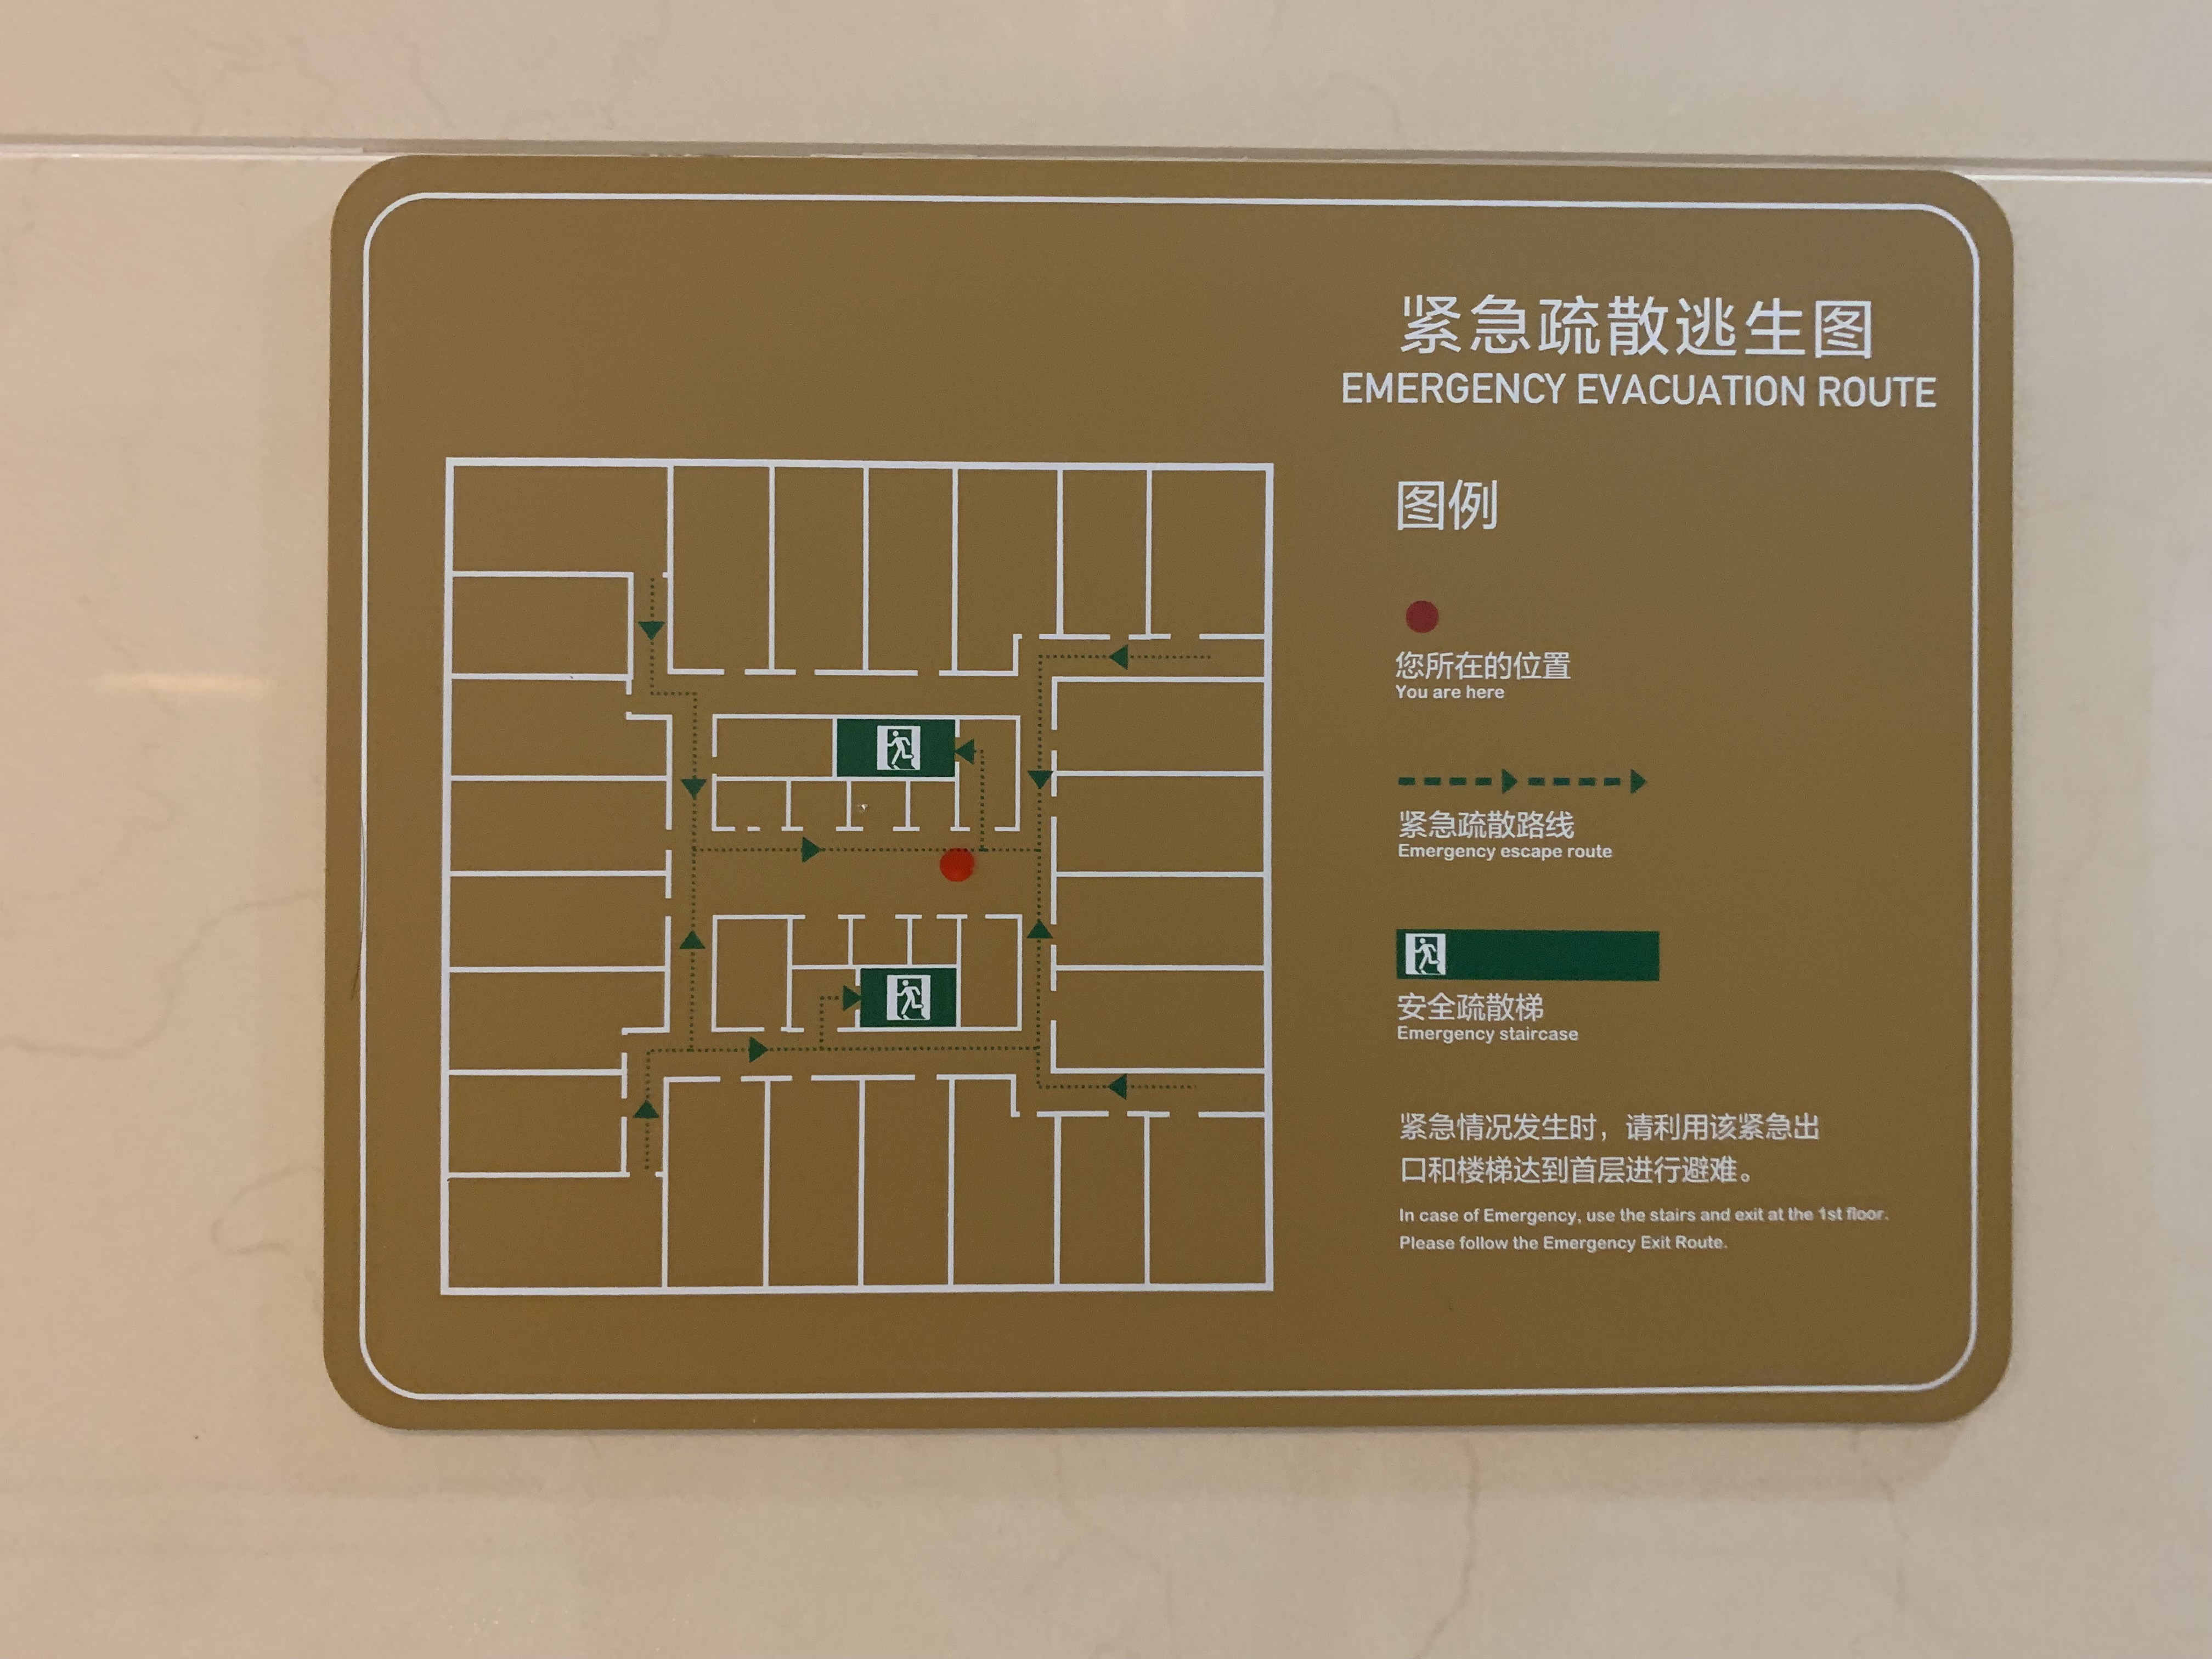 紧急疏散逃生图
EMERGENCY EVACUATION ROUTE
图例
您所在的位置
You are here
紧急疏散路线
Emergency escape route
安全疏散梯
Emergency staircase
紧急情况发生时，请利用该紧急出
口和楼梯达到首层进行避难。
In case of Emergency, use the stairs and exit at the 1st floor.
Please follow the Emergency Exit Route.